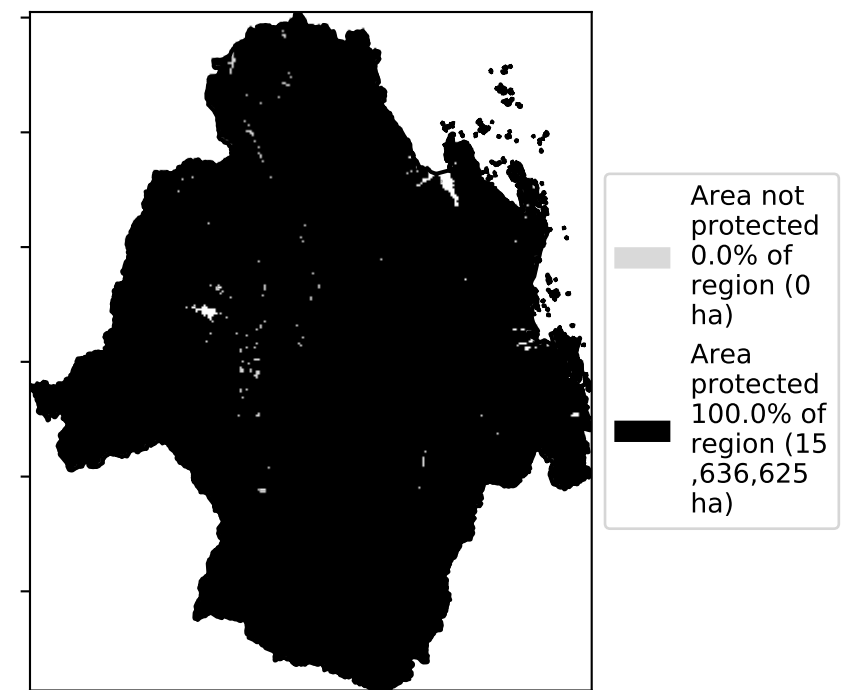 Area not
protected
0.0% of
region (0
ha)
Area
protected
100.0% of
region (15
,636,625
ha)